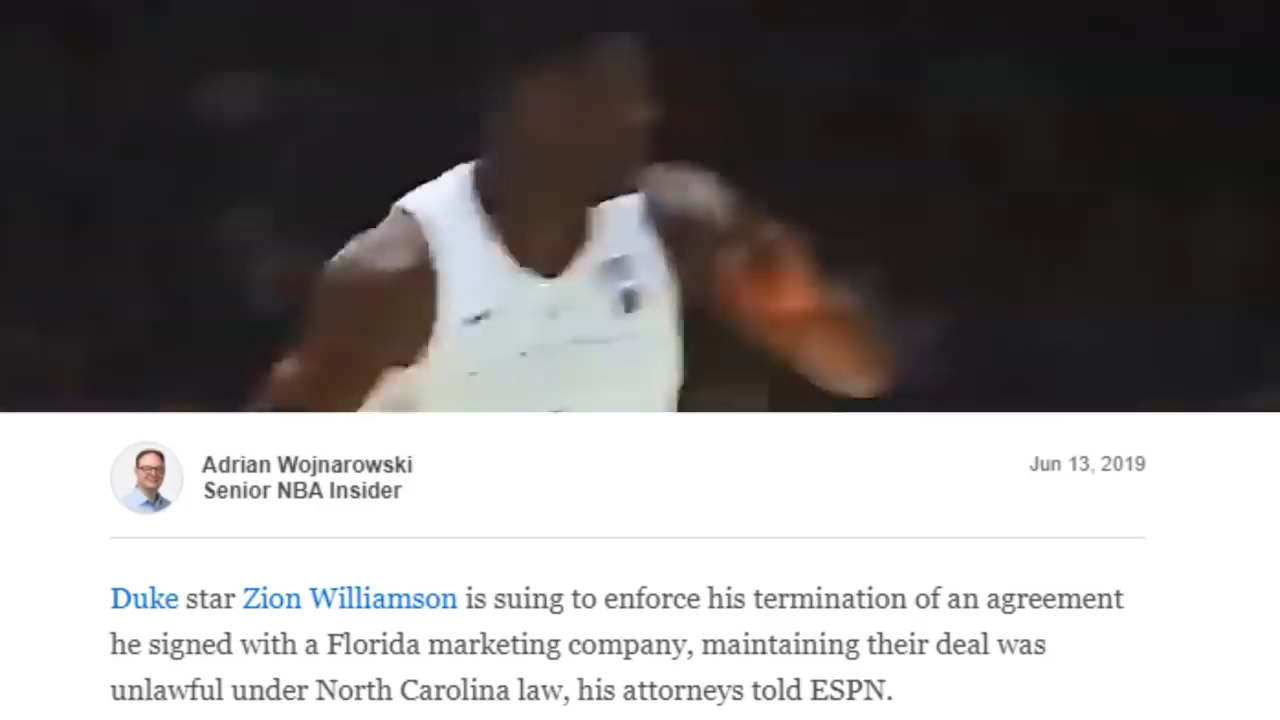 Adrian Wojnarowski
Jun 13, 2019
Senior NBA Insider
Duke star Zion Williamson is suing to enforce his termination of an agreement
he signed with a Florida marketing company, maintaining their deal was
unlawful under North Carolina law, his attorneys told ESPN.